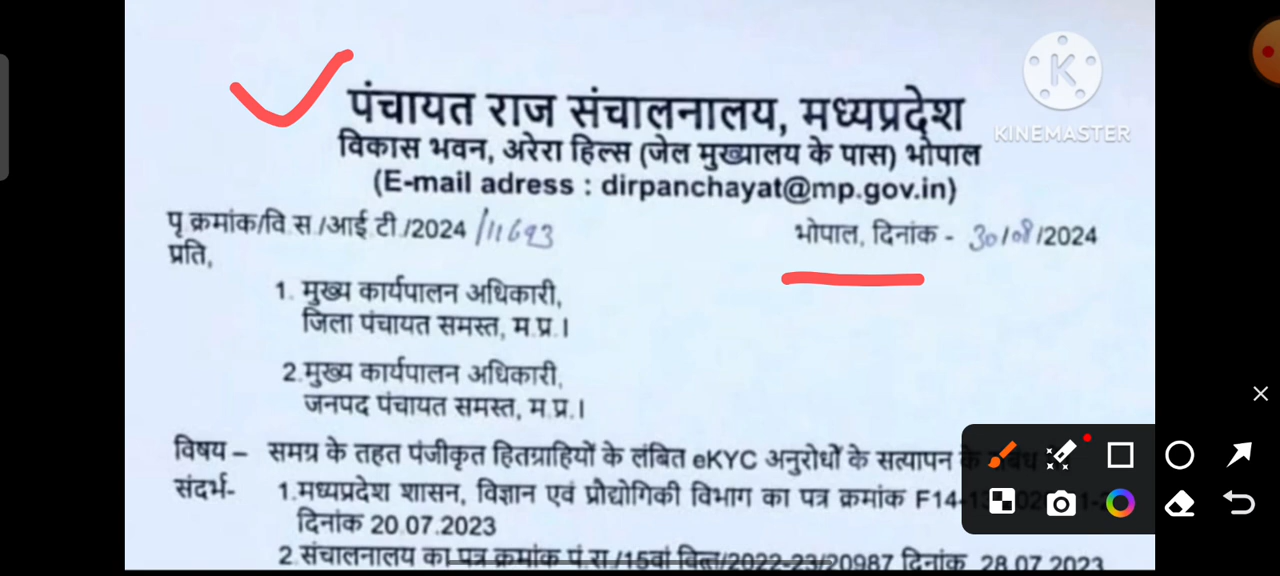 पंचायत राज संचालनालय, मध्यप्रदेश
KINEMASTER
विकास भवन, अरेरा हिल्स (जेल मुख्यालय के पास) भोपाल
(E-mail adress : dirpanchayat@mp.gov.in)
पृ क्रमांक/वि.स./आई.टी./2024 /11693 भोपाल, दिनांक - 30/08/2024
प्रति,
1. मुख्य कार्यपालन अधिकारी,
जिला पंचायत समस्त, म.प्र.।
2.मुख्य कार्यपालन अधिकारी,
जनपद पंचायत समस्त, म.प्र.।
विषय – समग्र के तहत पंजीकृत हितग्राहियों के लंबित eKYC अनुरोधों के सत्यापन के
संदर्भ- 1.मध्यप्रदेश शासन, विज्ञान एवं प्रौद्योगिकी विभाग का पत्र क्रमांक F14-
दिनांक 20.07.2023
2.संचालनालय का पत्र क्रमांक पं.रा./15वां वित्त/2022-23/20987 दिनांक 28.07.2023